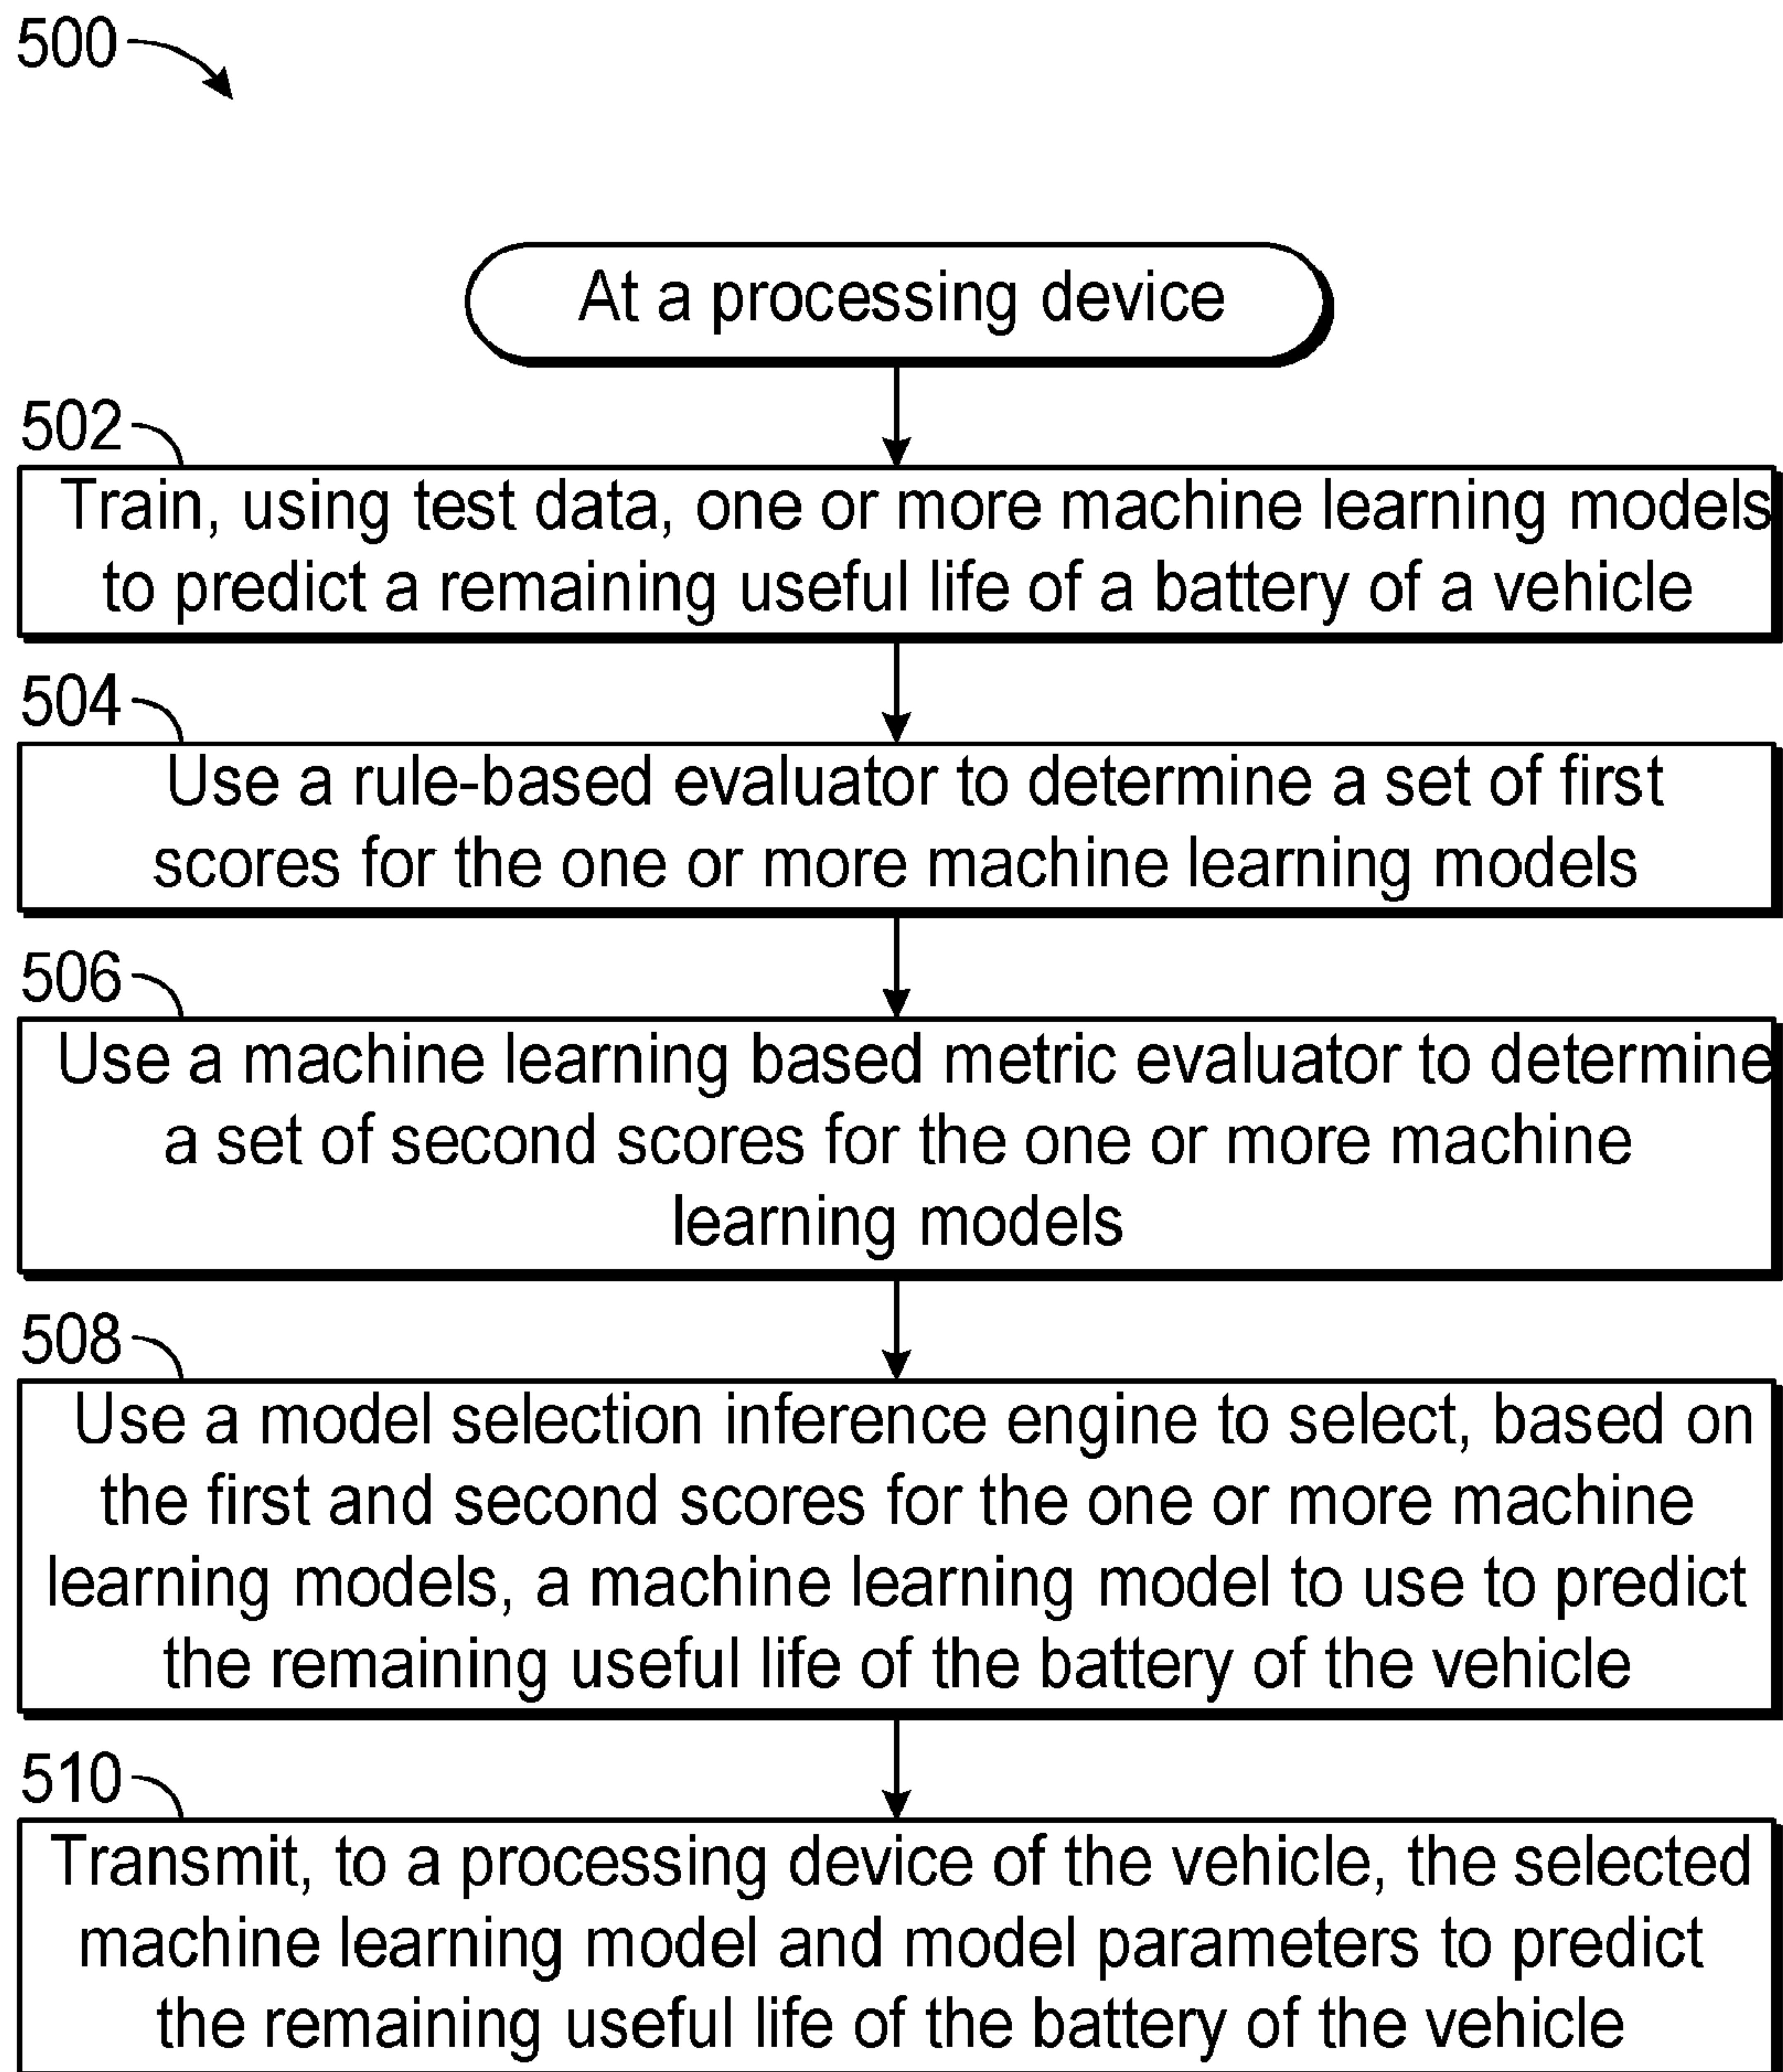 500
At a processing device
502
Train, using test data, one or more machine learning models
to predict a remaining useful life of a battery of a vehicle
504
Use a rule-based evaluator to determine a set of first
scores for the one or more machine learning models
506
Use a machine learning based metric evaluator to determine
a set of second scores for the one or more machine
learning models
508
Use a model selection inference engine to select, based on
the first and second scores for the one or more machine
learning models, a machine learning model to use to predict
the remaining useful life of the battery of the vehicle
510
Transmit, to a processing device of the vehicle, the selected
machine learning model and model parameters to predict
the remaining useful life of the battery of the vehicle